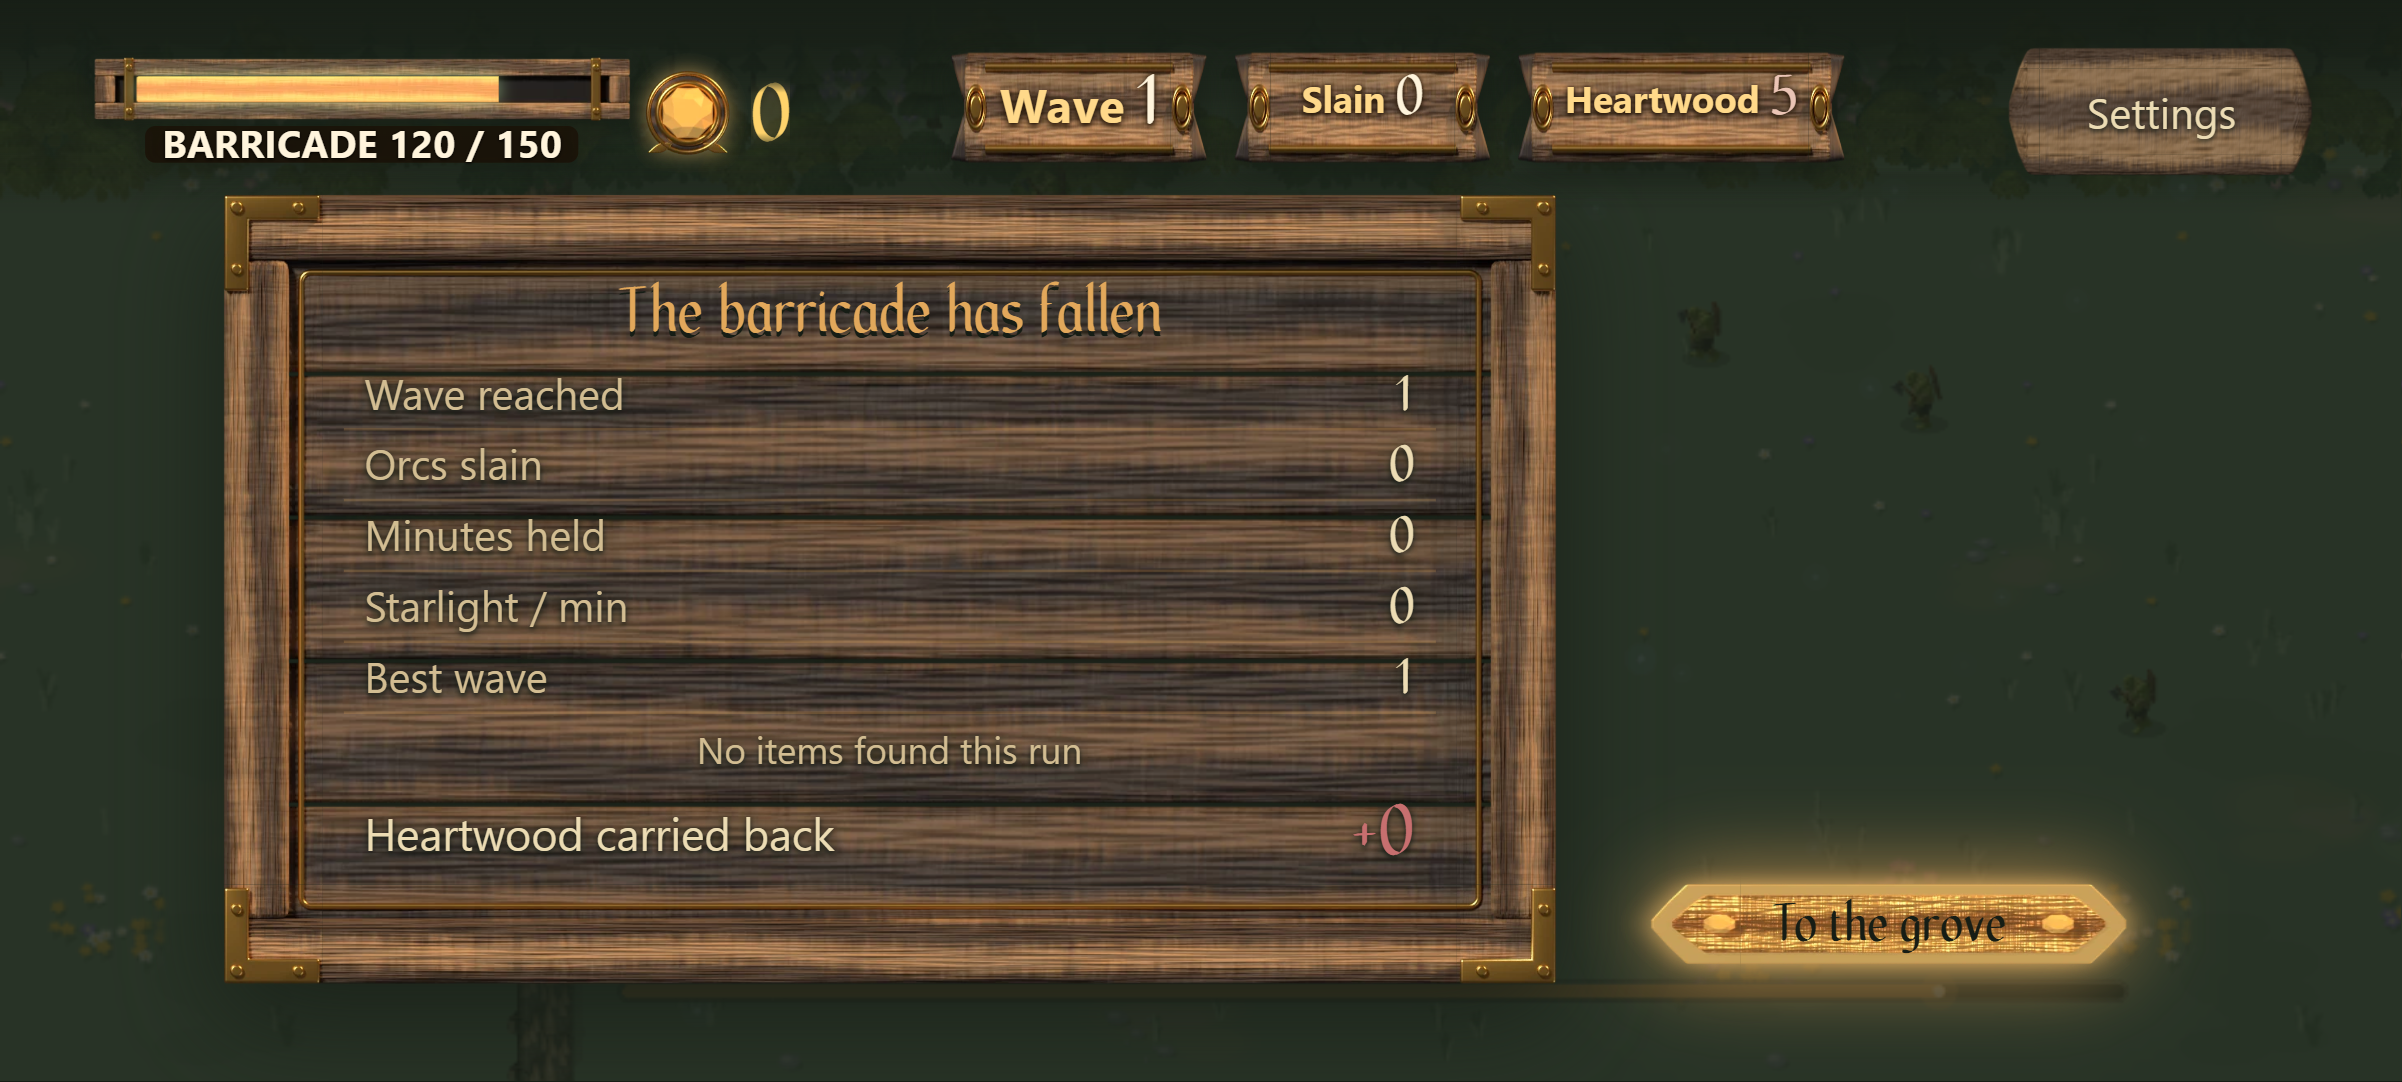 BARRICADE 120 / 150
0
Wave 1
Slain 0
Heartwood 5
Settings
The barricade has fallen
Wave reached 1
Orcs slain 0
Minutes held 0
Starlight / min 0
Best wave 1
No items found this run
Heartwood carried back +0
To the grove